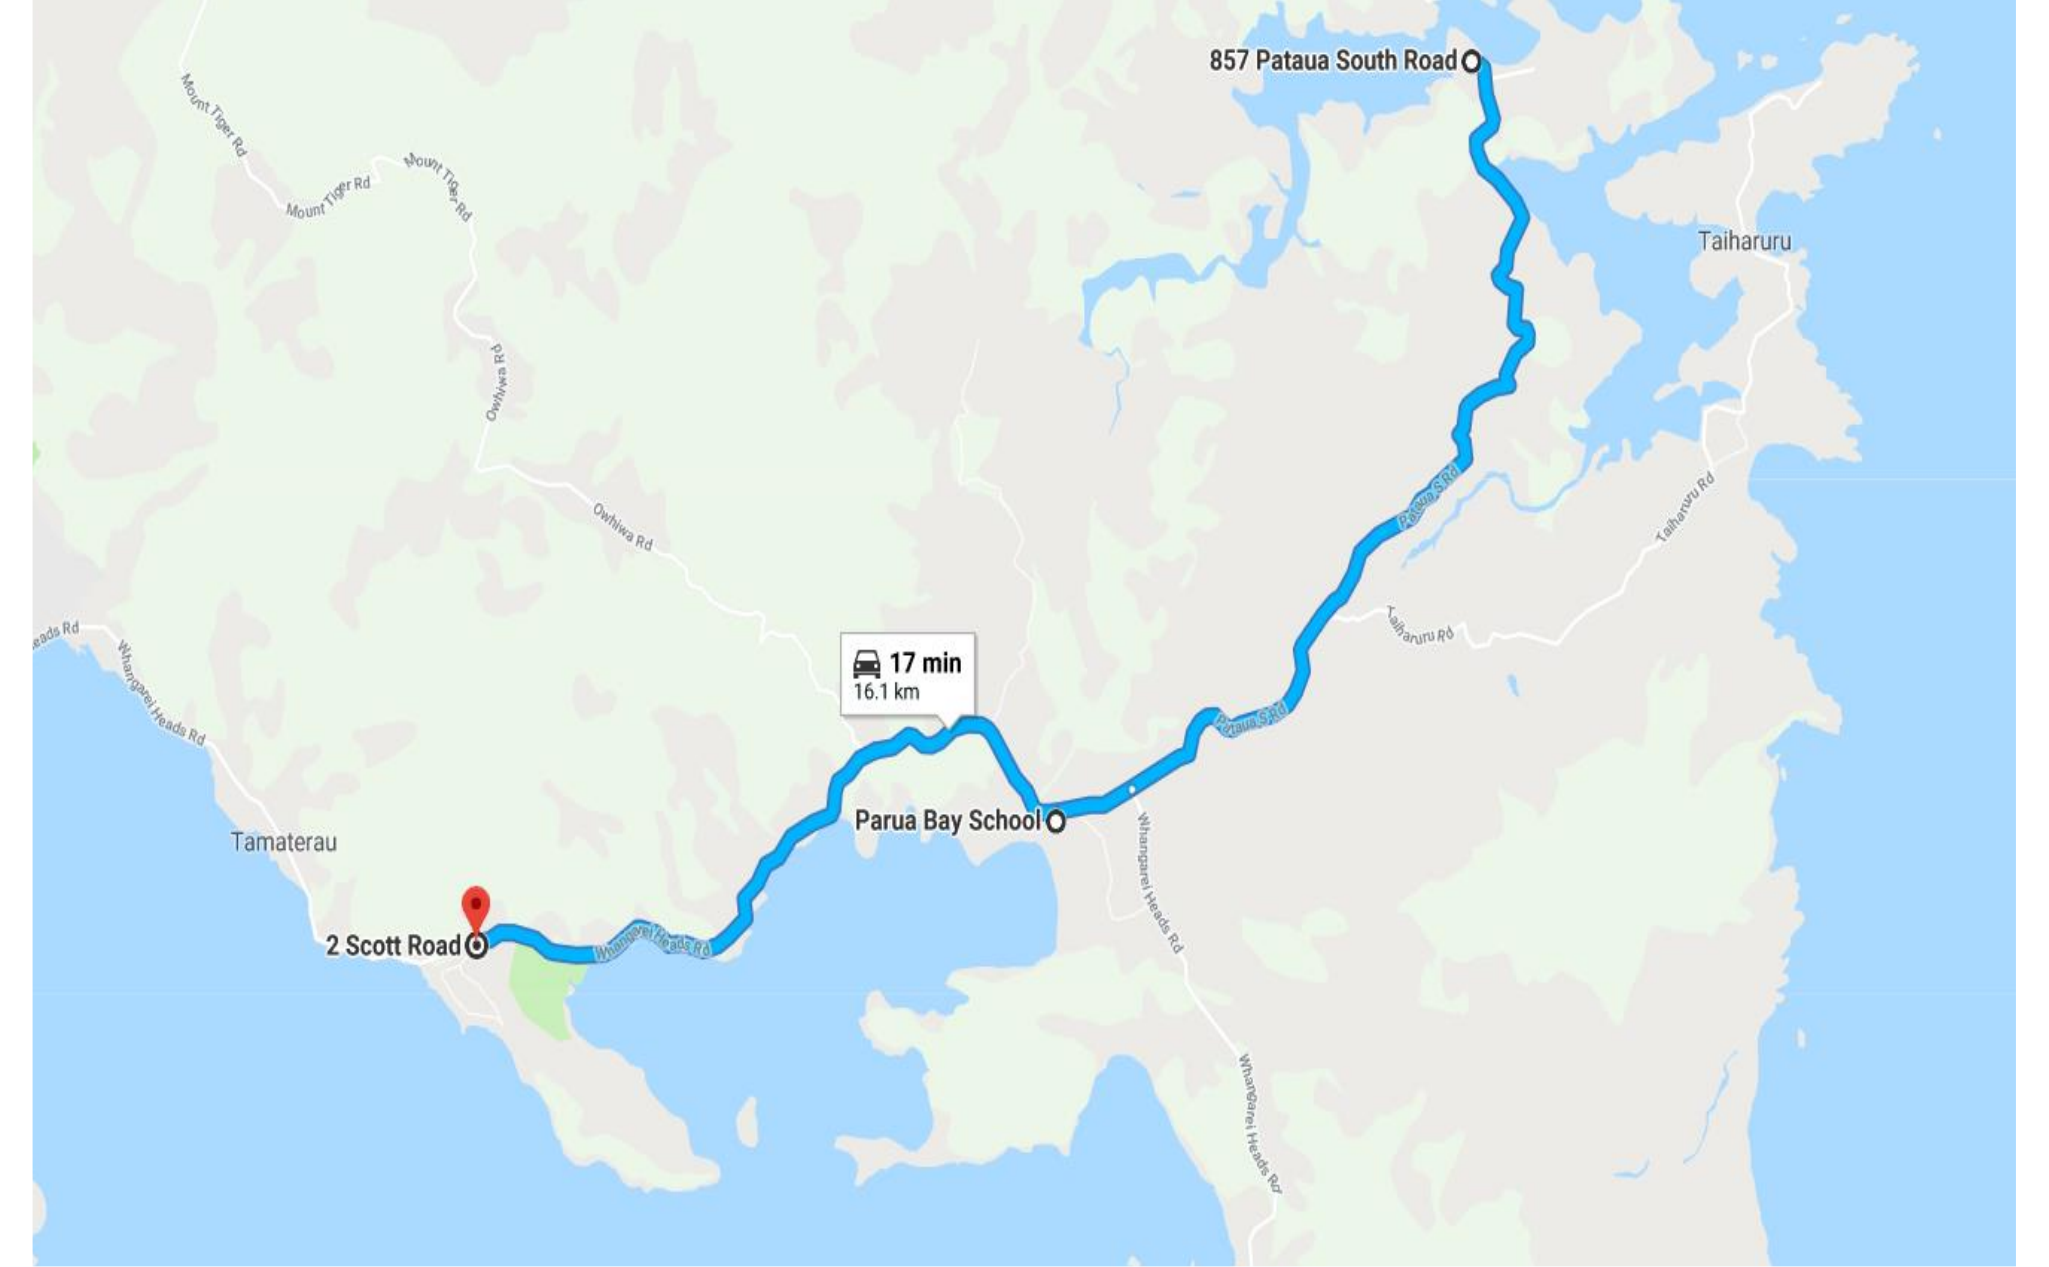 857 Pataua South Road
Mount Tiger Rd
Mount Tiger Rd
Mount Tiger Rd
Taiharuru
Owhiwa Rd
Pataua S Rd
Taiharuru Rd
Owhiwa Rd
Taiharuru Rd
eads Rd
Whangarei Heads Rd
17 min
16.1 km
Pataua S Rd
Parua Bay School
Tamaterau
Whangarei Heads Rd
2 Scott Road
Whangarei Heads Rd
Whangarei Heads Rd